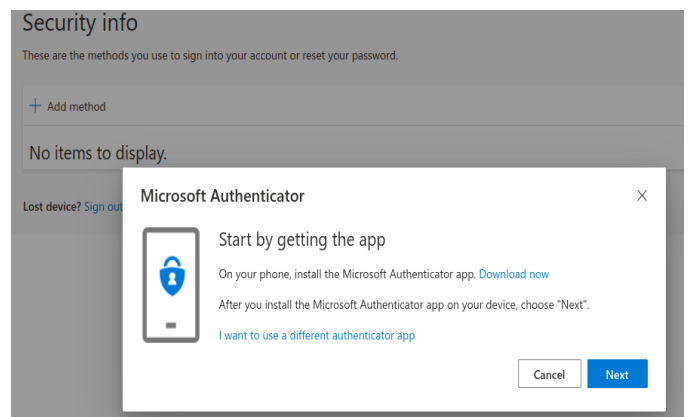 Security info
These are the methods you use to sign into your account or reset your password.
+ Add method
No items to display.
Lost device? Sign out
Microsoft Authenticator
Start by getting the app
On your phone, install the Microsoft Authenticator app. Download now
After you install the Microsoft Authenticator app on your device, choose "Next".
I want to use a different authenticator app
Cancel Next